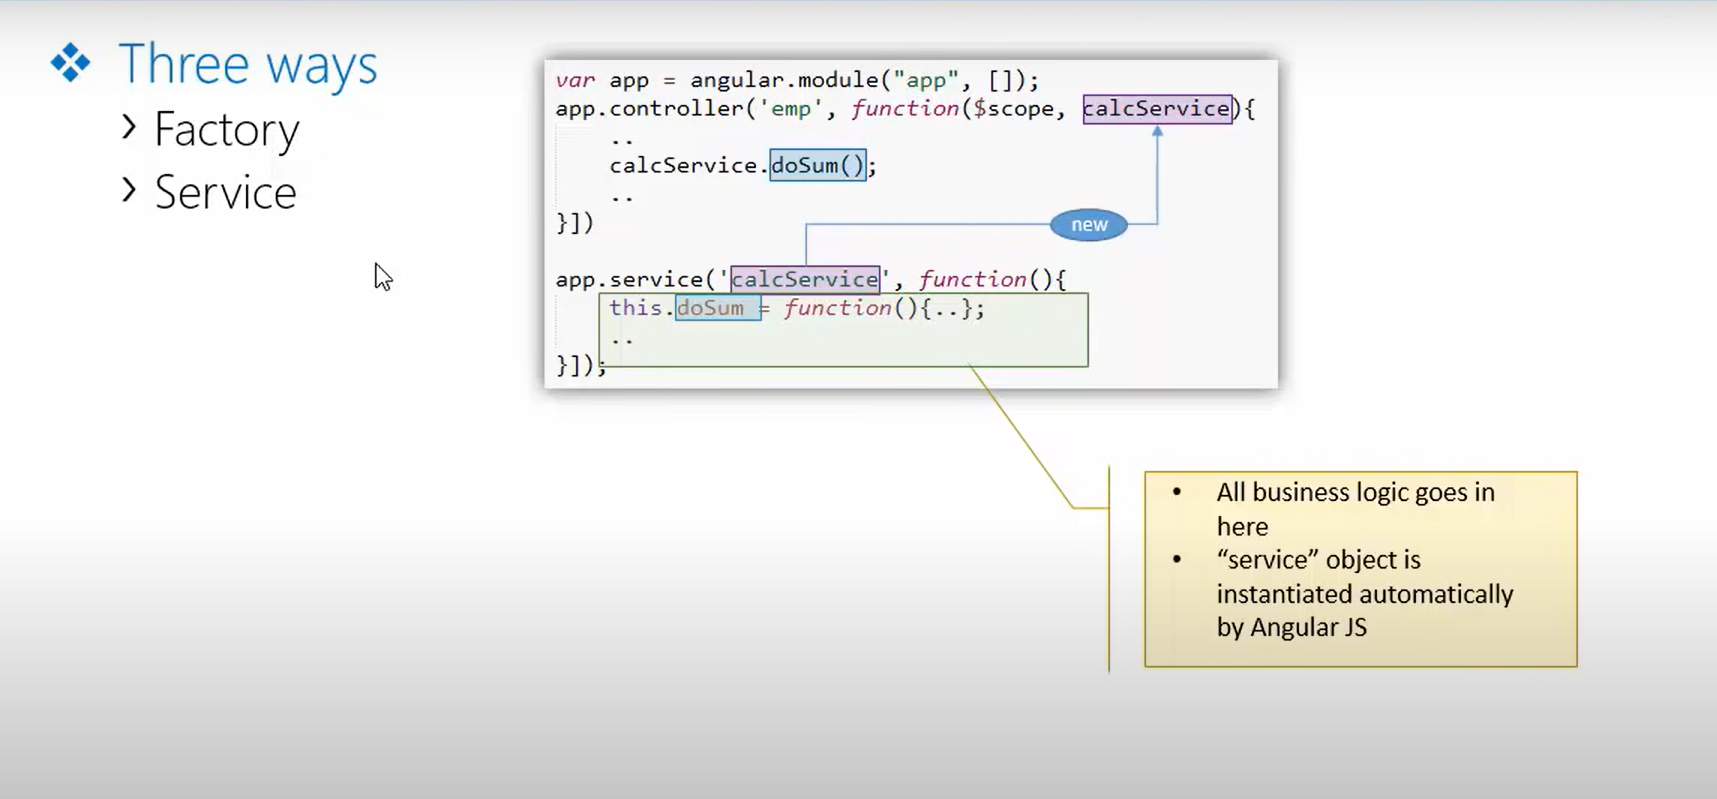 Three ways
Factory
Service
var app = angular.module("app", []);
app.controller('emp', function($scope, calcService){
..
calcService.doSum();
..
}])
new
app.service('calcService', function(){
this.doSum = function(){..};
..
}]);
All business logic goes in
here
“service” object is
instantiated automatically
by Angular JS